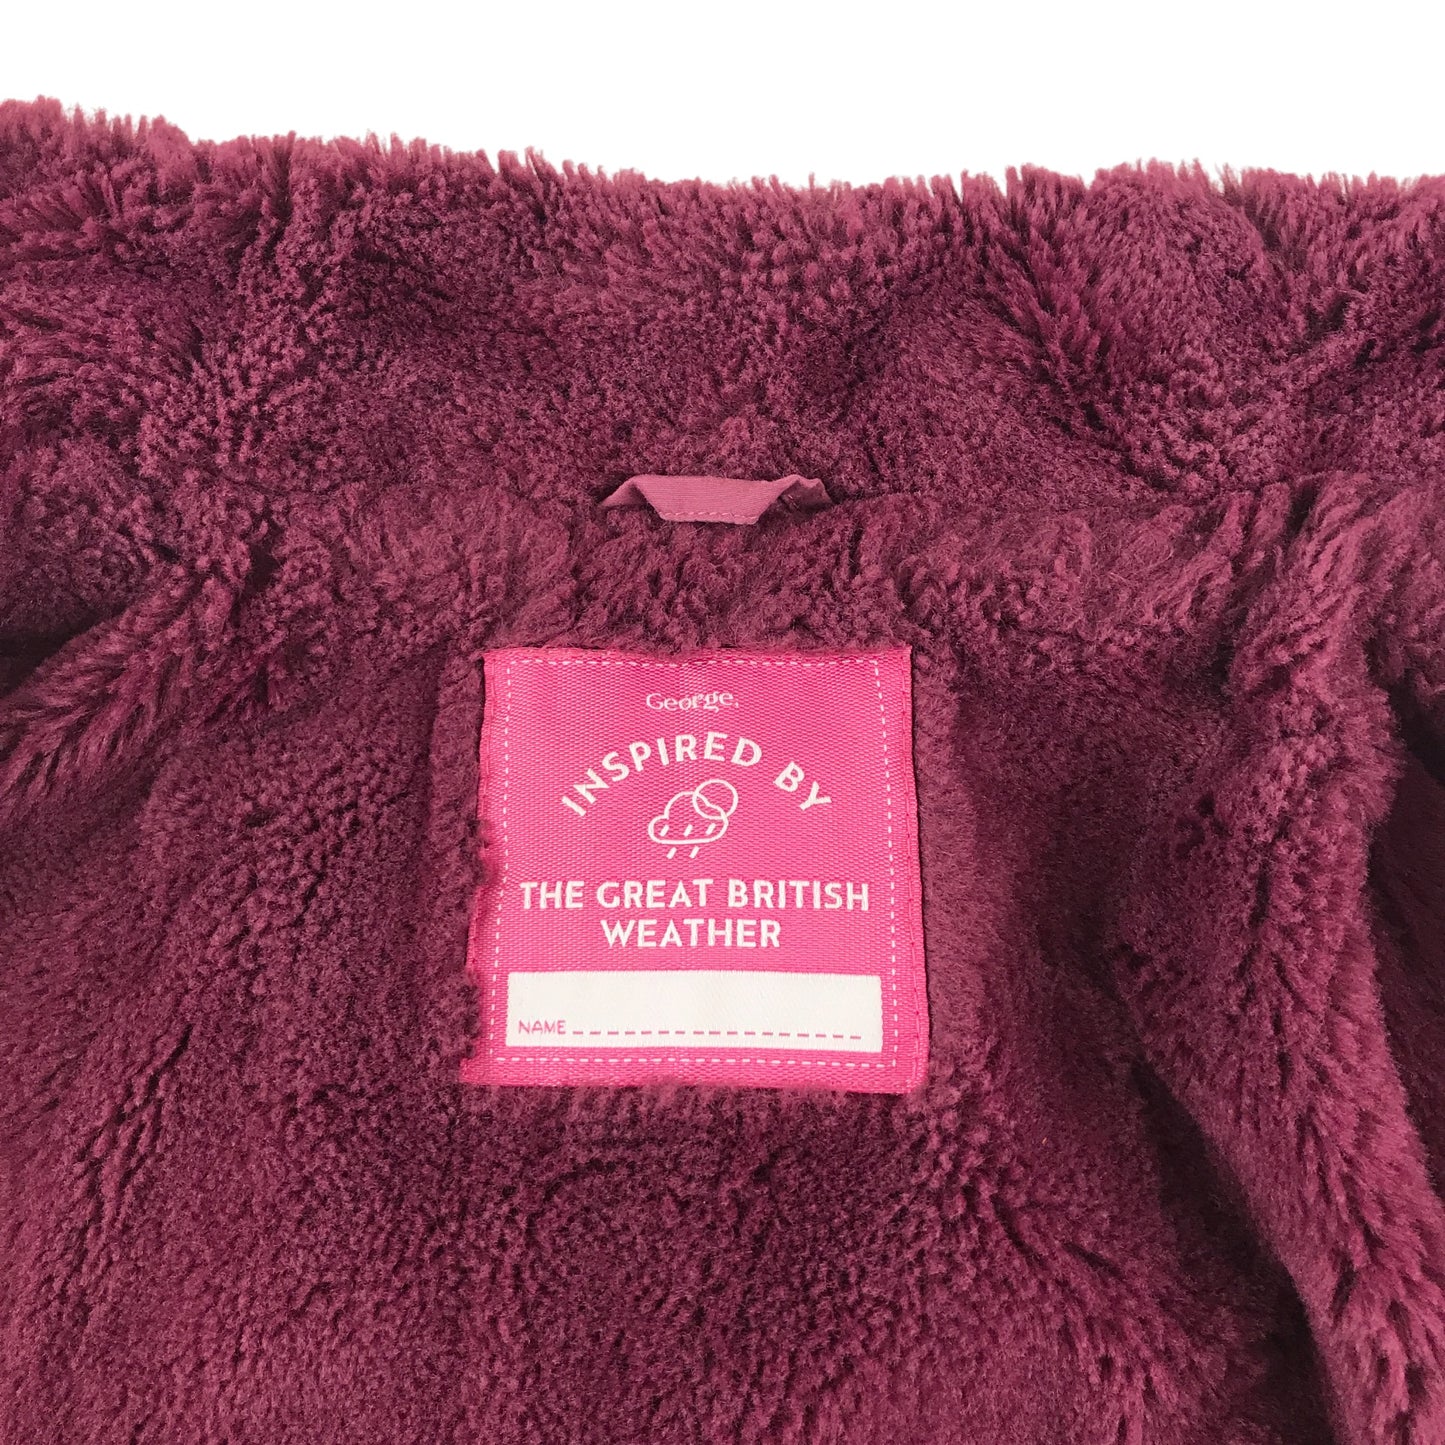 George.
INSPIRED BY
THE GREAT BRITISH
WEATHER
NAME